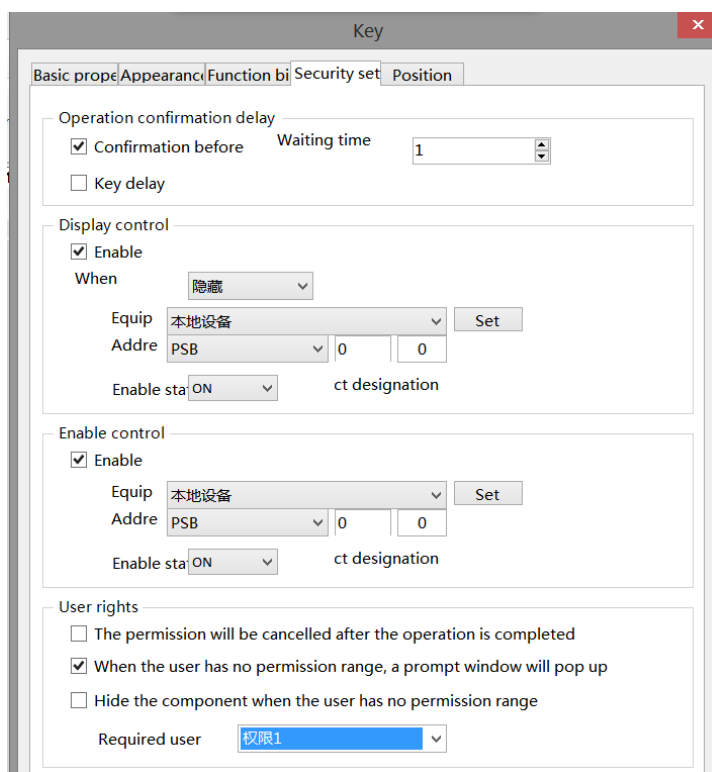 Key
Basic prope Appearanc Function bi Security set Position
Operation confirmation delay
Confirmation before Waiting time 1
Key delay
Display control
Enable
When 隐藏
Equip 本地设备 Set
Addre PSB 0 0
Enable sta ON ct designation
Enable control
Enable
Equip 本地设备 Set
Addre PSB 0 0
Enable sta ON ct designation
User rights
The permission will be cancelled after the operation is completed
When the user has no permission range, a prompt window will pop up
Hide the component when the user has no permission range
Required user 权限1